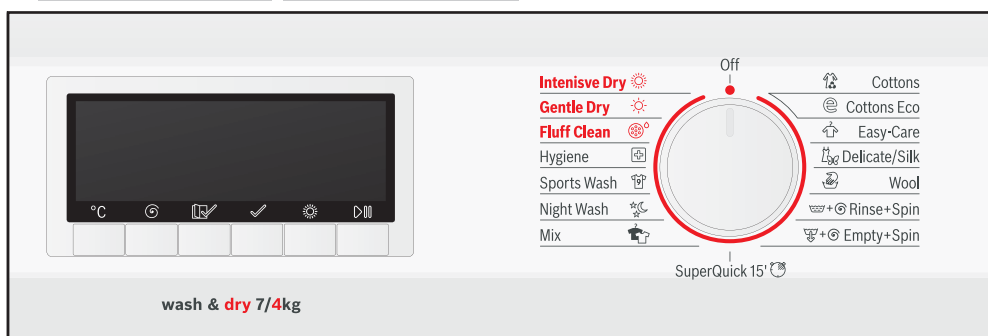 Off
Intenisve Dry
Gentle Dry
Fluff Clean
Hygiene
Sports Wash
Night Wash
Mix
Cottons
Cottons Eco
Easy-Care
Delicate/Silk
Wool
+ Rinse+Spin
+ Empty+Spin
SuperQuick 15'
°C
wash & dry 7/4kg